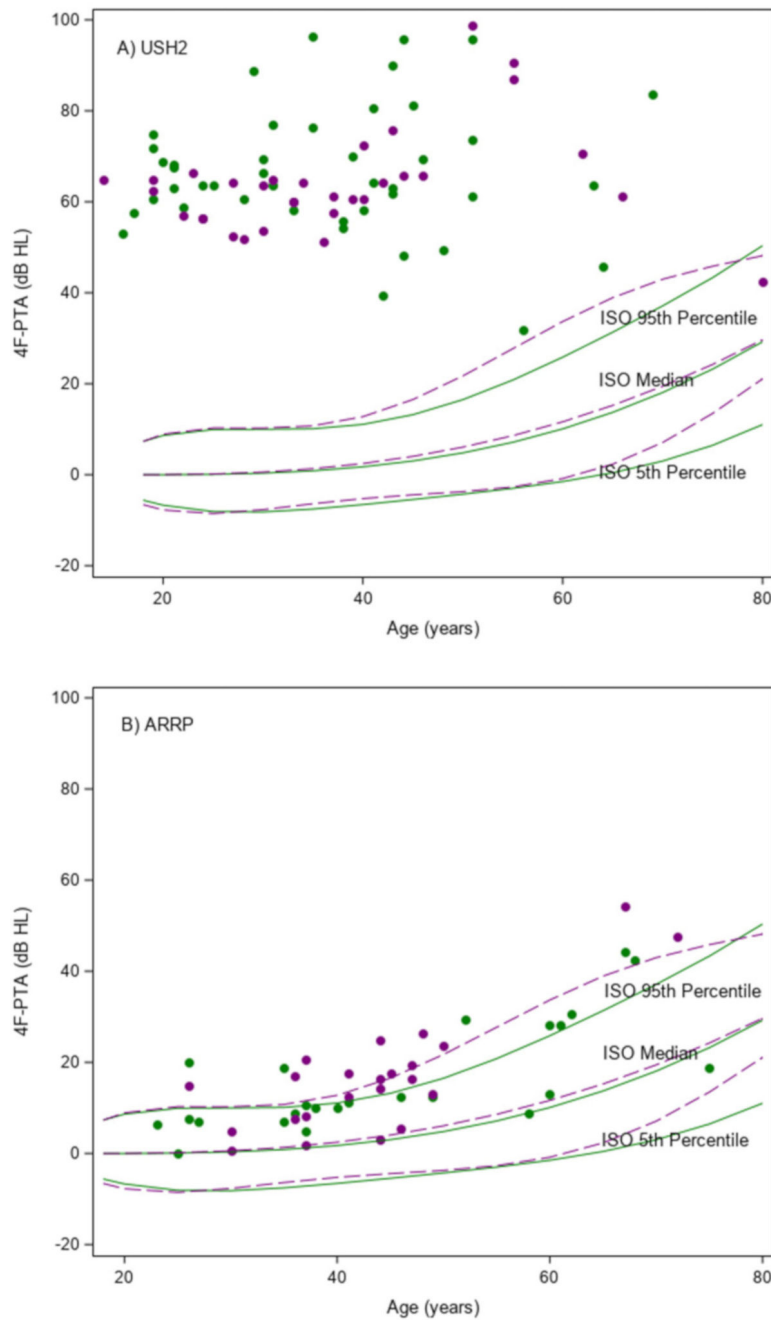 A) USH2
100
80
60
40
20
0
-20
4F-PTA (dB HL)
ISO 95th Percentile
ISO Median
ISO 5th Percentile
20
40
60
80
Age (years)
B) ARRP
100
80
60
40
20
0
-20
4F-PTA (dB HL)
ISO 95th Percentile
ISO Median
ISO 5th Percentile
20
40
60
80
Age (years)